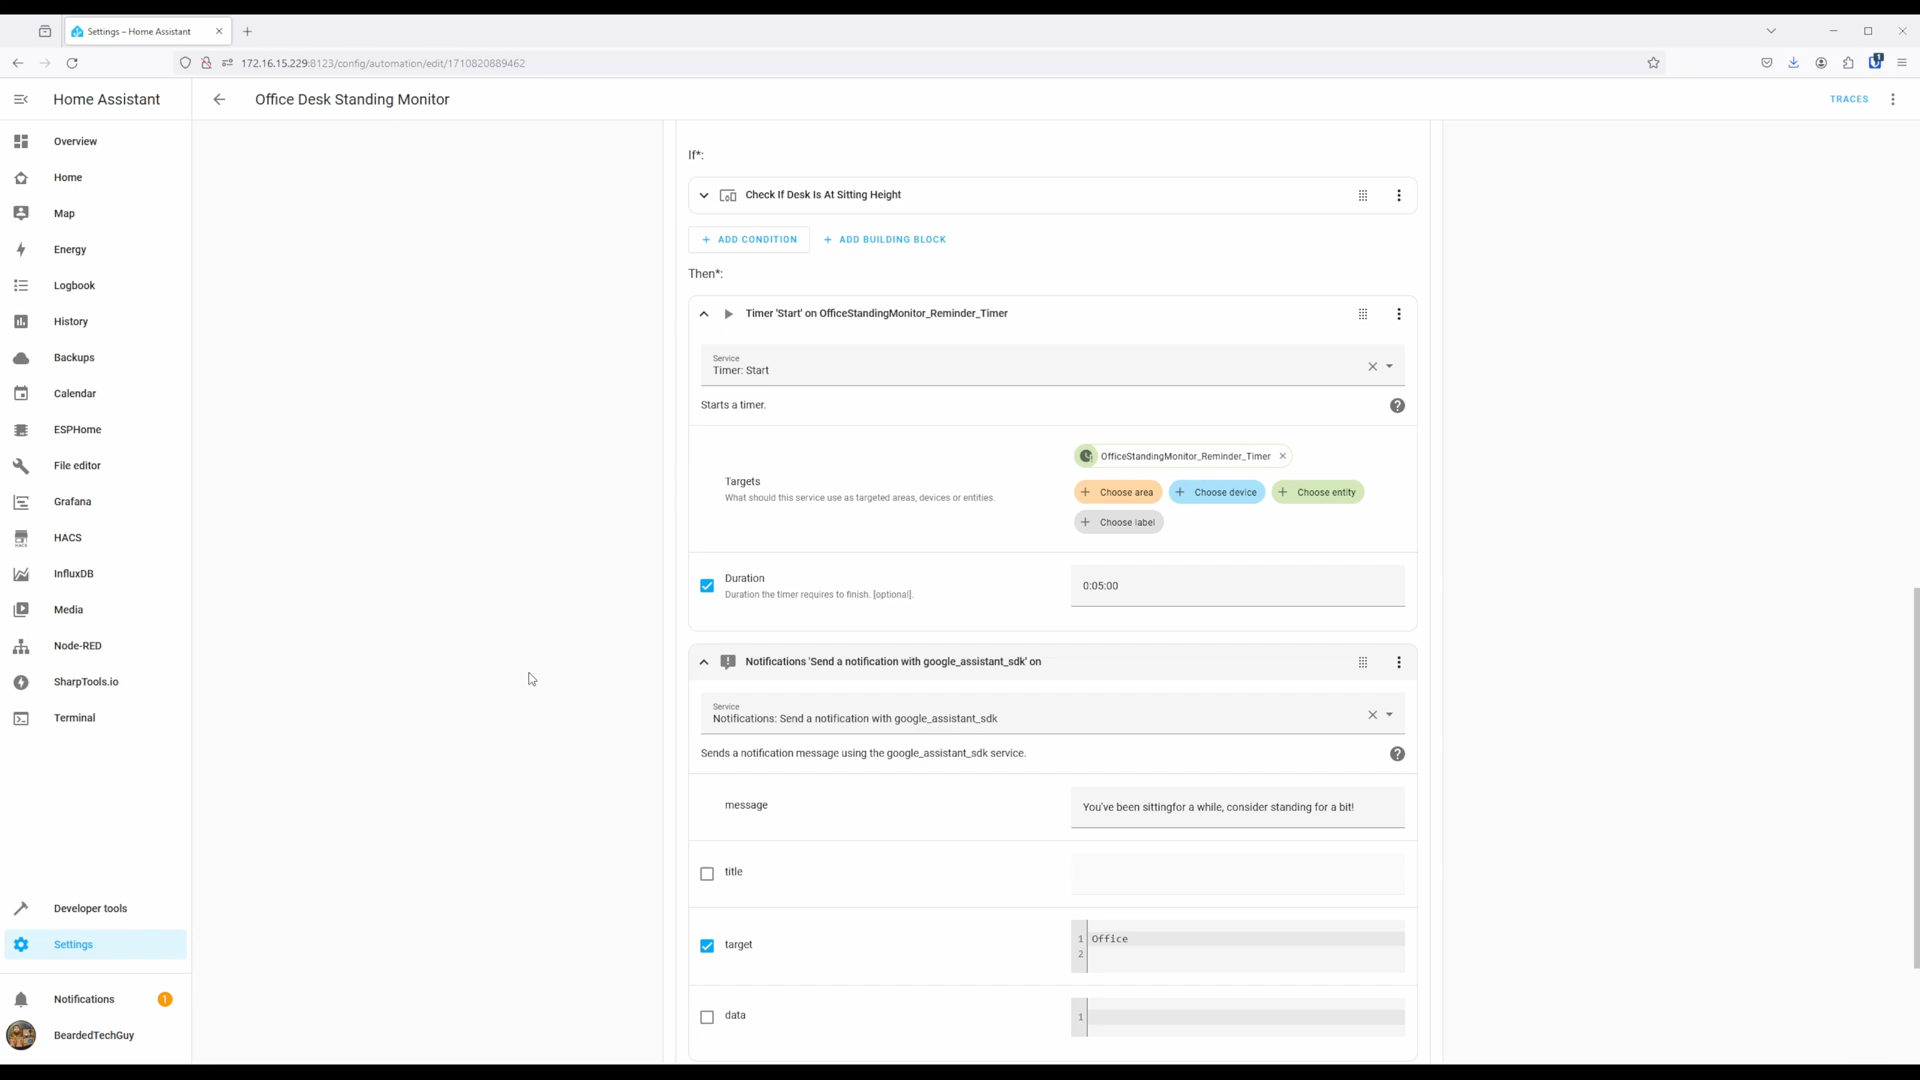 Settings – Home Assistant
172.16.15.229:8123/config/automation/edit/1710820889462
1
Home Assistant
Office Desk Standing Monitor
TRACES
Overview
Home
Map
Energy
Logbook
History
Backups
Calendar
ESPHome
File editor
Grafana
HACS
HACS
InfluxDB
Media
Node-RED
SharpTools.io
Terminal
Developer tools
Settings
Notifications 1
BeardedTechGuy
If*:
Check If Desk Is At Sitting Height
+ ADD CONDITION + ADD BUILDING BLOCK
Then*:
Timer 'Start' on OfficeStandingMonitor_Reminder_Timer
Service
Timer: Start
Starts a timer.
OfficeStandingMonitor_Reminder_Timer
Targets
What should this service use as targeted areas, devices or entities.
+ Choose area + Choose device + Choose entity
+ Choose label
Duration
Duration the timer requires to finish. [optional].
0:05:00
Notifications 'Send a notification with google_assistant_sdk' on
Service
Notifications: Send a notification with google_assistant_sdk
Sends a notification message using the google_assistant_sdk service.
message
You've been sittingfor a while, consider standing for a bit!
title
target
1 Office
2
data
1